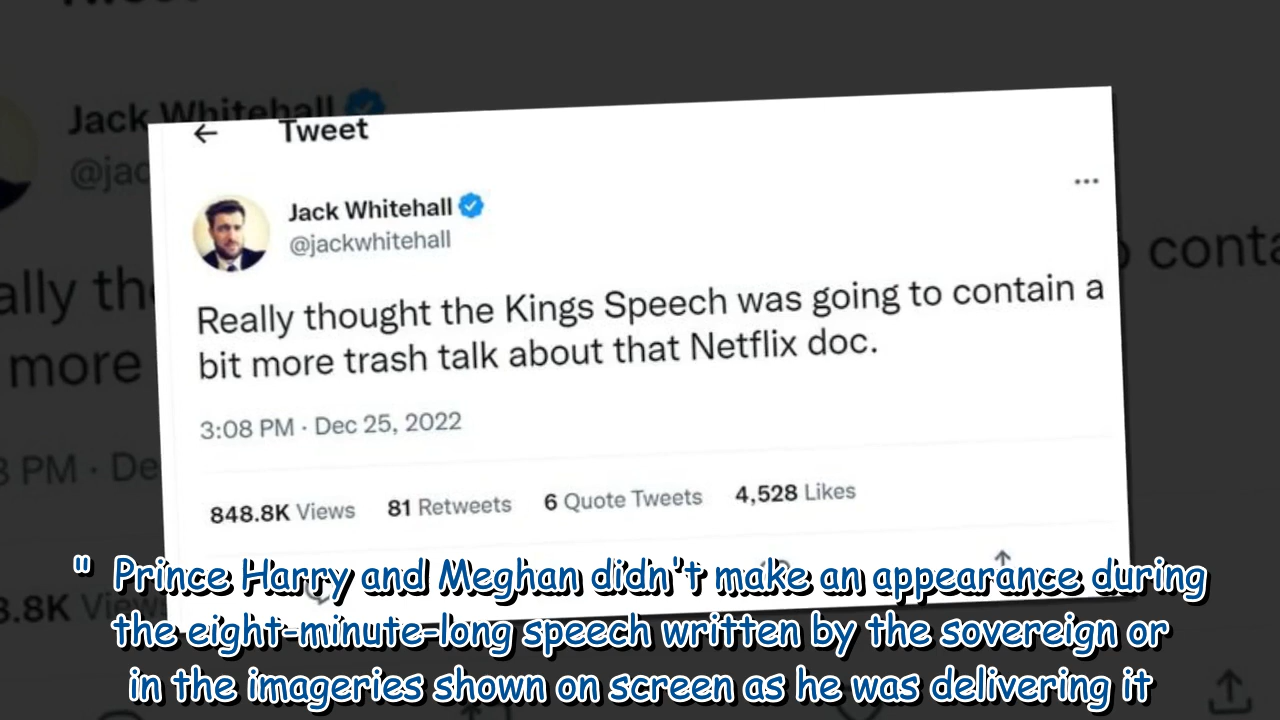 Tweet
Jack Whitehall
@jackwhitehall
Really thought the Kings Speech was going to contain a
bit more trash talk about that Netflix doc.
3:08 PM · Dec 25, 2022
848.8K Views 81 Retweets 6 Quote Tweets 4,528 Likes
" Prince Harry and Meghan didn't make an appearance during
the eight-minute-long speech written by the sovereign or
in the imageries shown on screen as he was delivering it